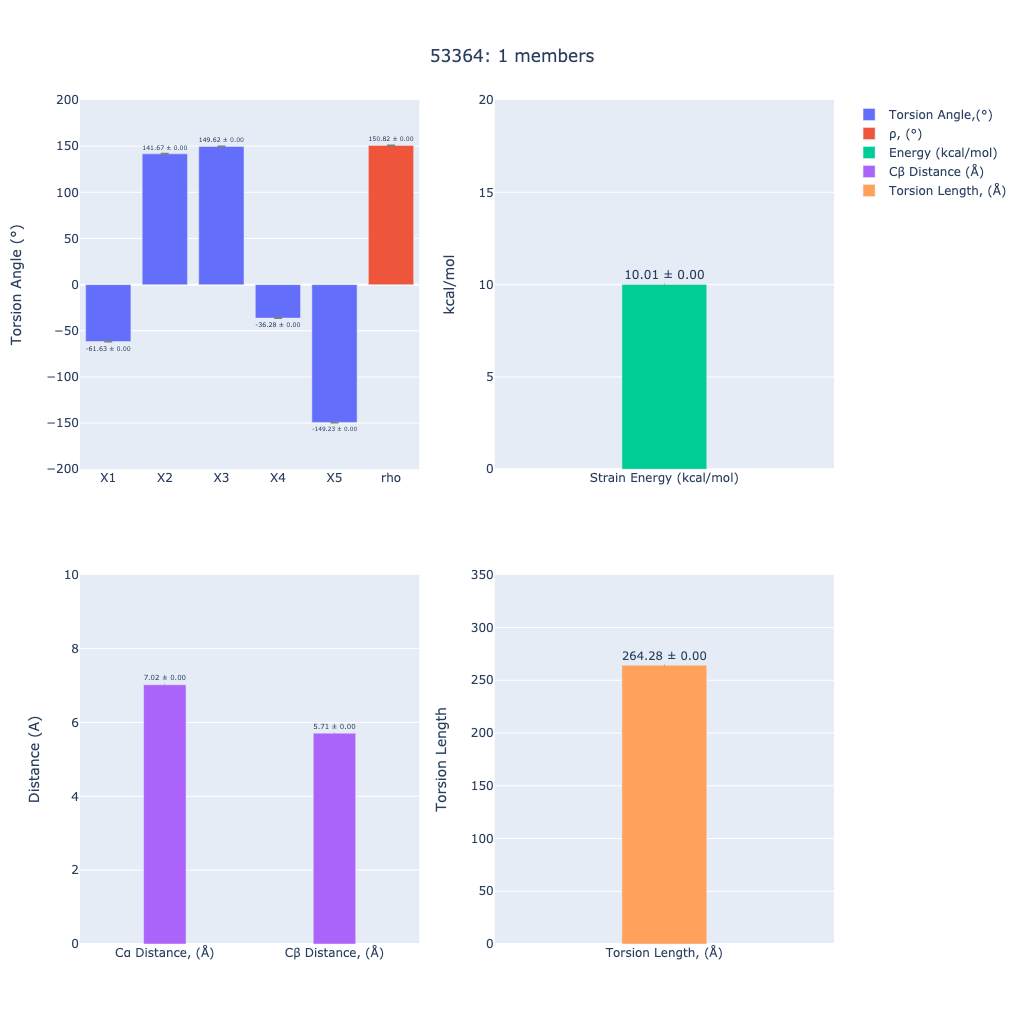 53364: 1 members
Torsion Angle (°)
200
150
100
50
0
−50
−100
−150
−200
-61.63 ± 0.00
141.67 ± 0.00
149.62 ± 0.00
-36.28 ± 0.00
-149.23 ± 0.00
150.82 ± 0.00
X1 X2 X3 X4 X5 rho
kcal/mol
20
15
10
5
0
10.01 ± 0.00
Strain Energy (kcal/mol)
Torsion Angle,(°)
ρ, (°)
Energy (kcal/mol)
Cβ Distance (Å)
Torsion Length, (Å)
Distance (A)
10
8
6
4
2
0
7.02 ± 0.00
5.71 ± 0.00
Cα Distance, (Å) Cβ Distance, (Å)
Torsion Length
350
300
250
200
150
100
50
0
264.28 ± 0.00
Torsion Length, (Å)